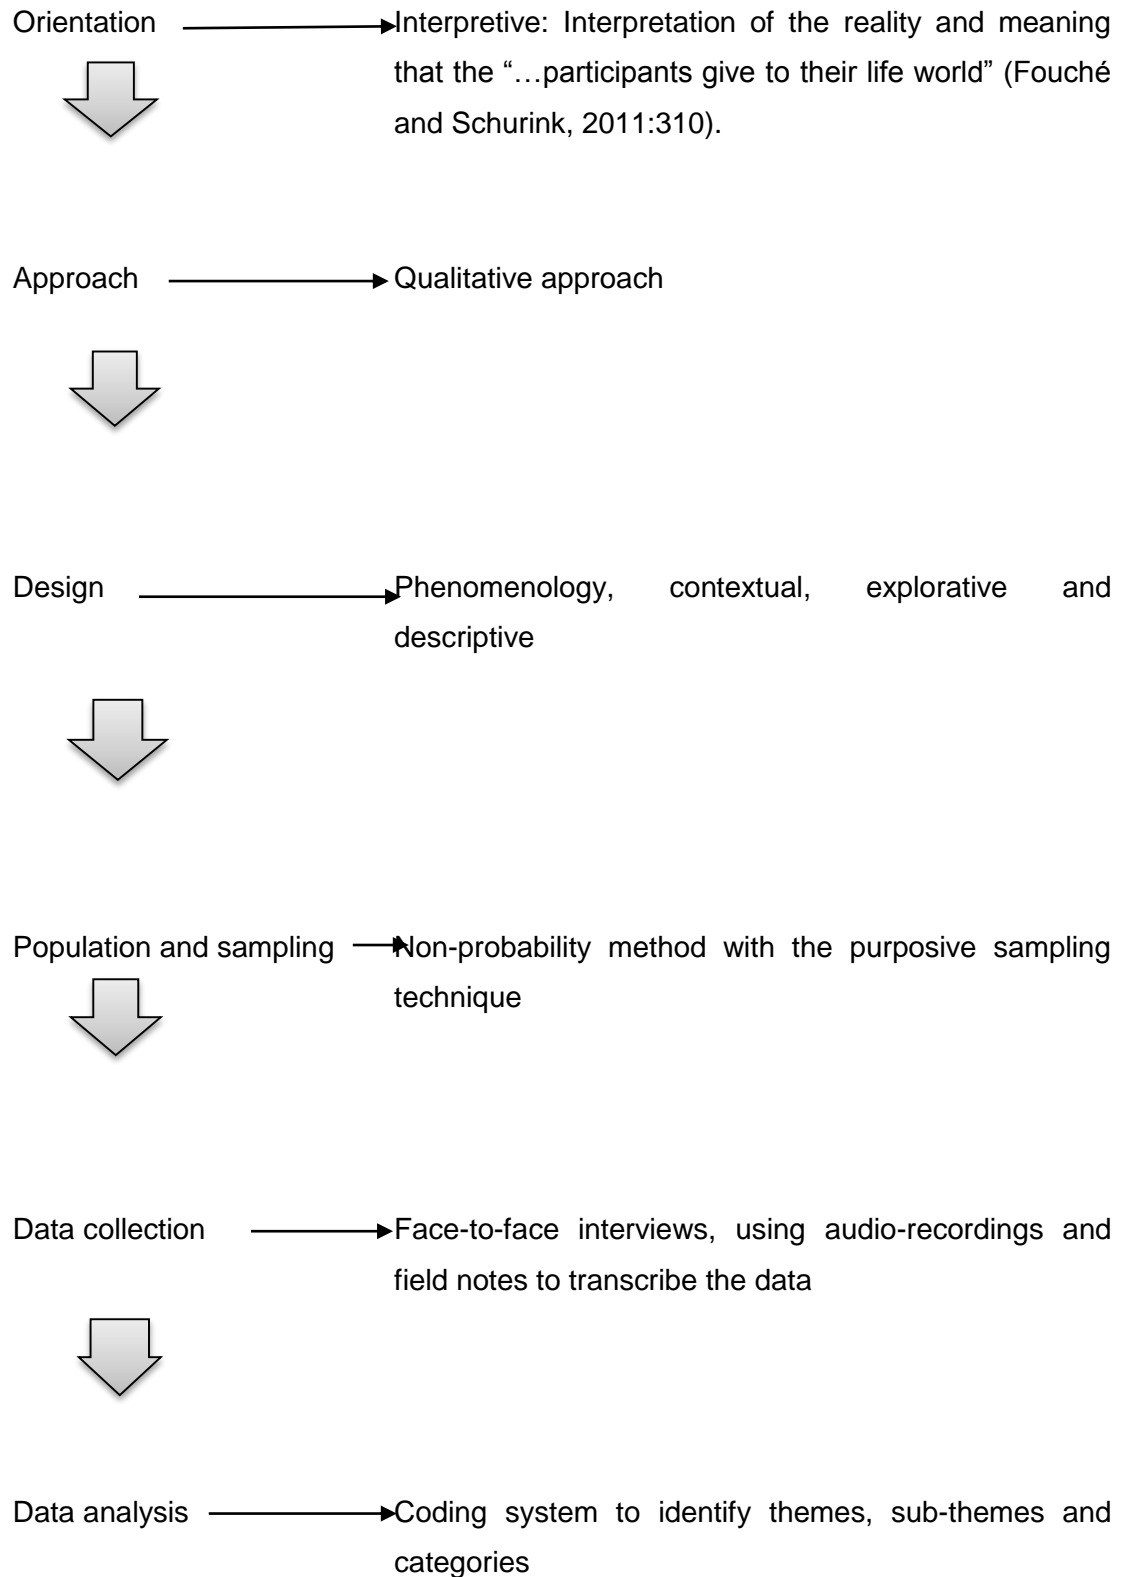 Orientation Interpretive: Interpretation of the reality and meaning
that the “…participants give to their life world” (Fouché
and Schurink, 2011:310).
Approach Qualitative approach
Design Phenomenology, contextual, explorative and
descriptive
Population and sampling Non-probability method with the purposive sampling
technique
Data collection Face-to-face interviews, using audio-recordings and
field notes to transcribe the data
Data analysis Coding system to identify themes, sub-themes and
categories